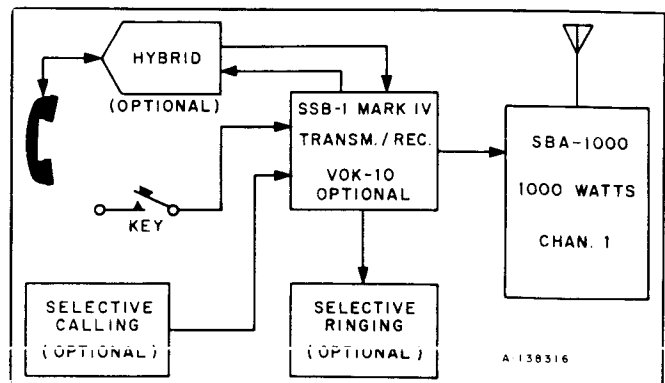 HYBRID
(OPTIONAL)
SSB-1 MARK IV
TRANSM./REC.
VOK-10
OPTIONAL
SBA-1000
1000 WATTS
CHAN. 1
KEY
SELECTIVE
CALLING
(OPTIONAL)
SELECTIVE
RINGING
(OPTIONAL)
A-138316